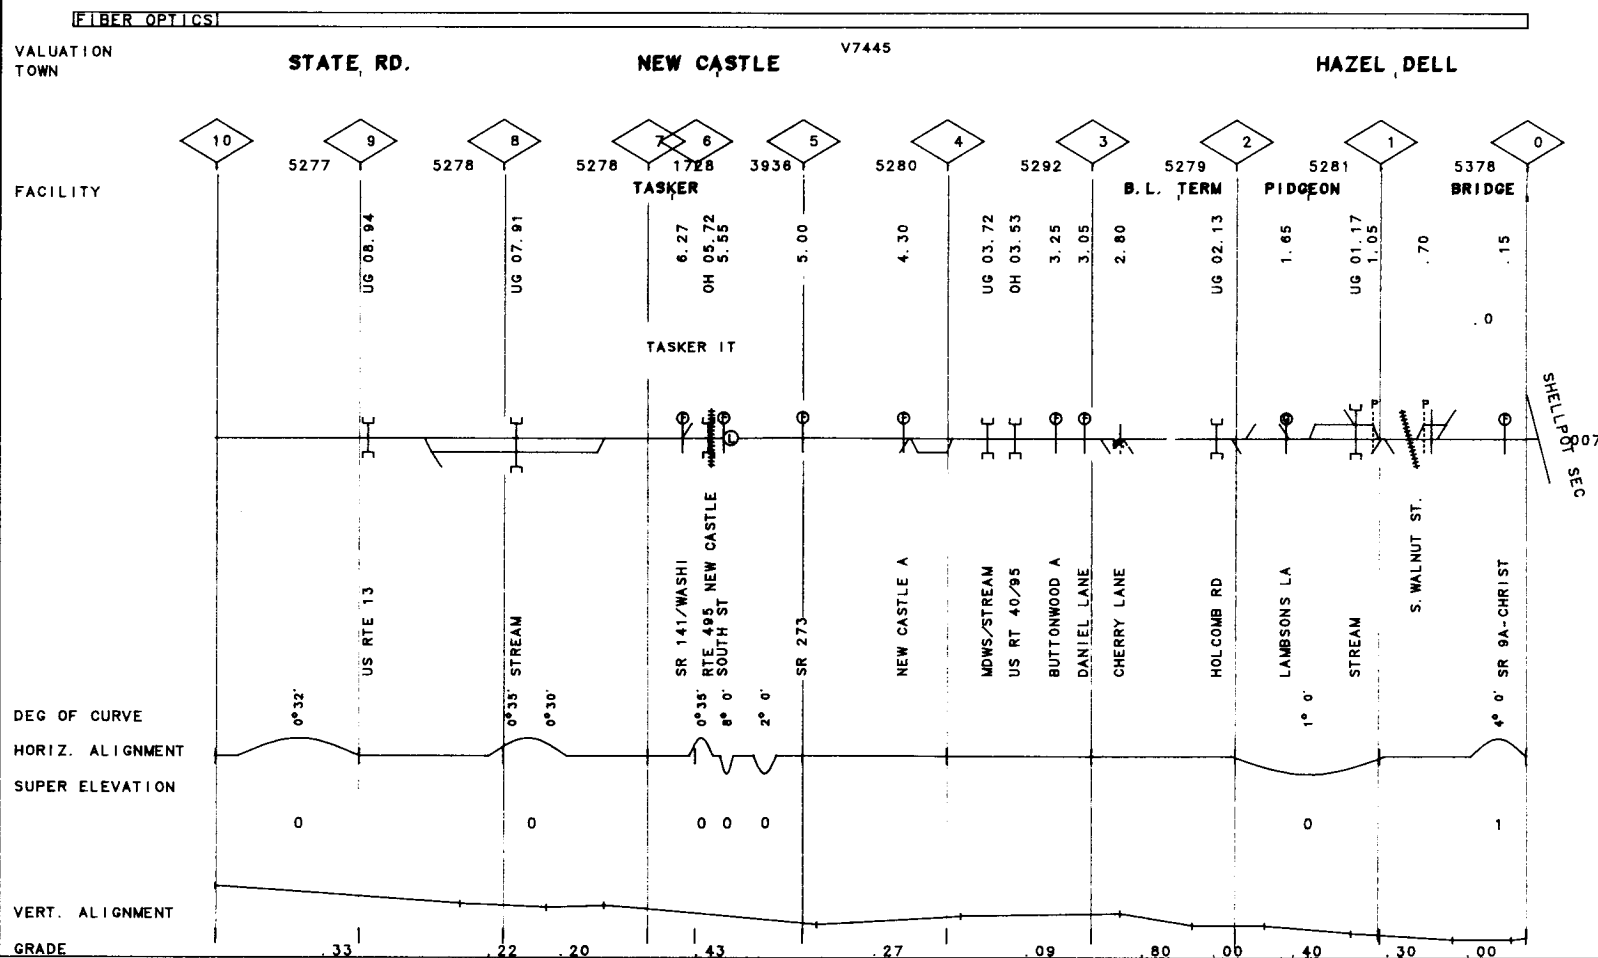 FIBER OPTICS
VALUATION V7445
TOWN STATE RD. NEW CASTLE HAZEL DELL
10 9 8 7 6 5 4 3 2 1 0
5277 5278 5278 1728 3936 5280 5292 5279 5281 5378
FACILITY TASKER B.L. TERM PIDGEON BRIDGE
UG 08.94 UG 07.91 6.27 OH 05.72 5.55 5.00 4.30 UG 03.72 OH 03.53 3.25 3.05 2.80 UG 02.13 1.65 UG 01.17 1.05 .70 .15
.0
TASKER IT
P P
L
SHELLPOT SEC
007
US RTE 13 STREAM SR 141/WASHI RTE 495 NEW CASTLE SOUTH ST SR 273 NEW CASTLE A MDWS/STREAM US RT 40/95 BUTTONWOOD A DANIEL LANE CHERRY LANE HOLCOMB RD LAMBSONS LA STREAM S.WALNUT ST. SR 9A-CHRIST
DEG OF CURVE 0°32' 0°35' 0°30' 0°35' 8° 0' 2° 0' 1° 0' 4° 0'
HORIZ. ALIGNMENT
SUPER ELEVATION
0 0 0 0 0 0 1
VERT. ALIGNMENT
GRADE .33 .22 .20 .43 .27 .09 .80 .00 .40 .30 .00